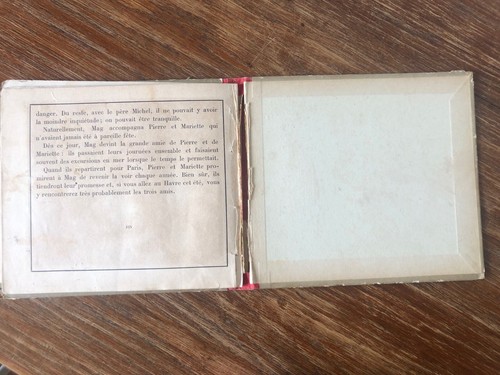 danger. Du reste, avec le père Michel, il ne pouvait y avoir
la moindre inquiétude; on pouvait être tranquille.
Naturellement, Mag accompagna Pierre et Mariette qui
n'avaient jamais été à pareille fête.
Dès ce jour, Mag devint la grande amie de Pierre et de
Mariette : ils passaient leurs journées ensemble et faisaient
souvent des excursions en mer lorsque le temps le permettait.
Quand ils repartirent pour Paris, Pierre et Mariette pro-
mirent à Mag de revenir la voir chaque année. Bien sûr, ils
tiendront leur promesse et, si vous allez au Havre cet été, vous
y rencontrerez très probablement les trois amis.